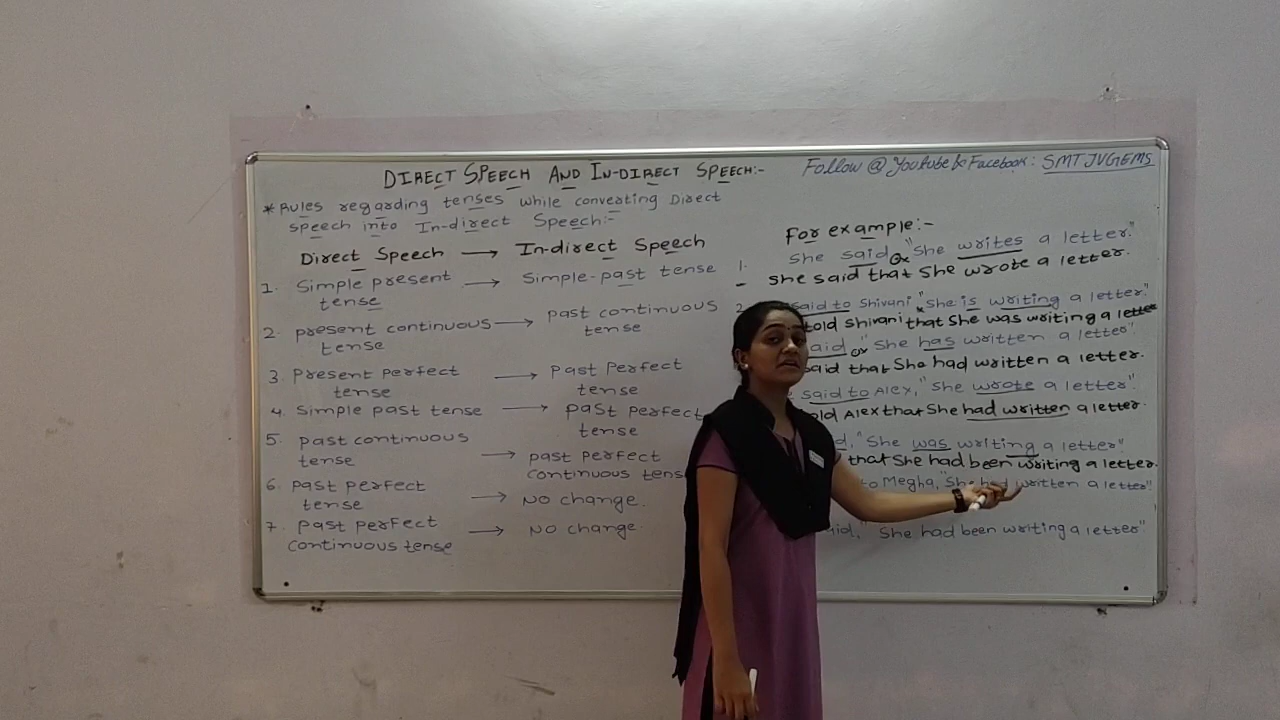 DIRECT SPEECH AND IN-DIRECT SPEECH:-
Follow @ Youtube & Facebook: SMT JVGEMS
* Rules regarding tenses while converting Direct
speech into In-direct Speech:-
Direct Speech → In-direct Speech
1. Simple present → Simple-past tense
tense
2. present continuous → past continuous
tense tense
3. Present perfect → past perfect
tense tense
4. Simple past tense → past perfect
tense
5. past continuous → past perfect
tense continuous tens
6. past perfect → NO change.
tense
7. past perfect → NO change.
continuous tense
For example:-
1. She said, "She writes a letter."
She said that She wrote a letter.
2. said to Shivani, "She is writing a letter."
told Shivani that She was writing a letter
said, "She has written a letter"
said that She had written a letter.
said to Alex, "She wrote a letter".
old Alex that She had written a letter.
d, "She was writing a letter"
that She had been writing a letter.
to Megha, "She had written a letter"
aid, "She had been writing a letter"